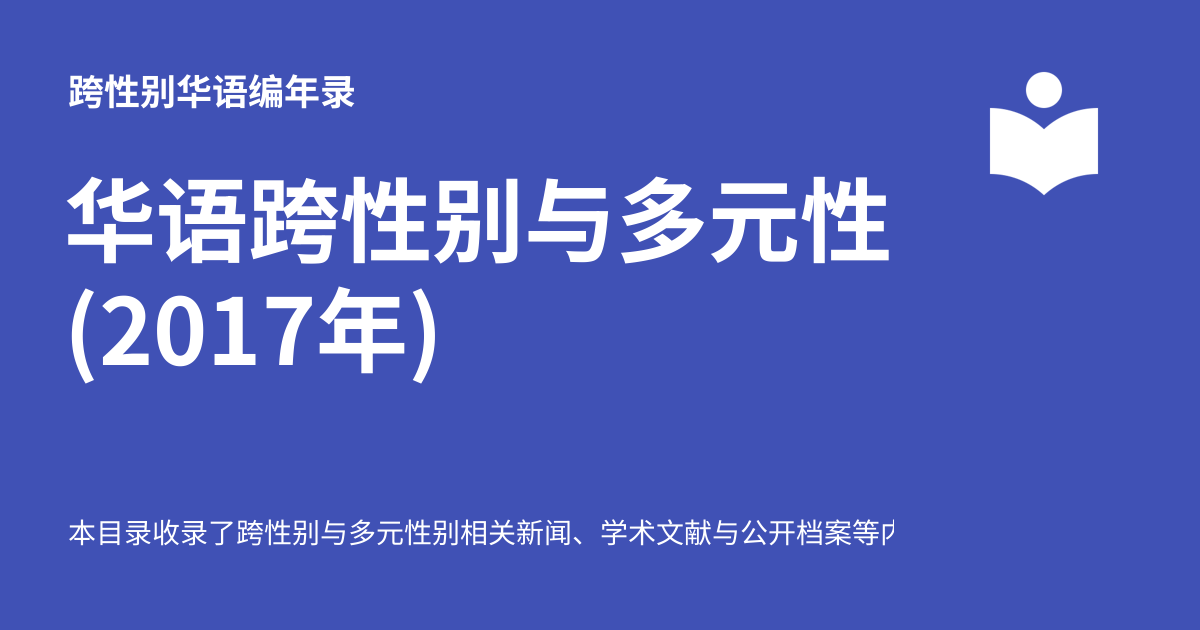 跨性别华语编年录
华语跨性别与多元性
(2017年)
本目录收录了跨性别与多元性别相关新闻、学术文献与公开档案等